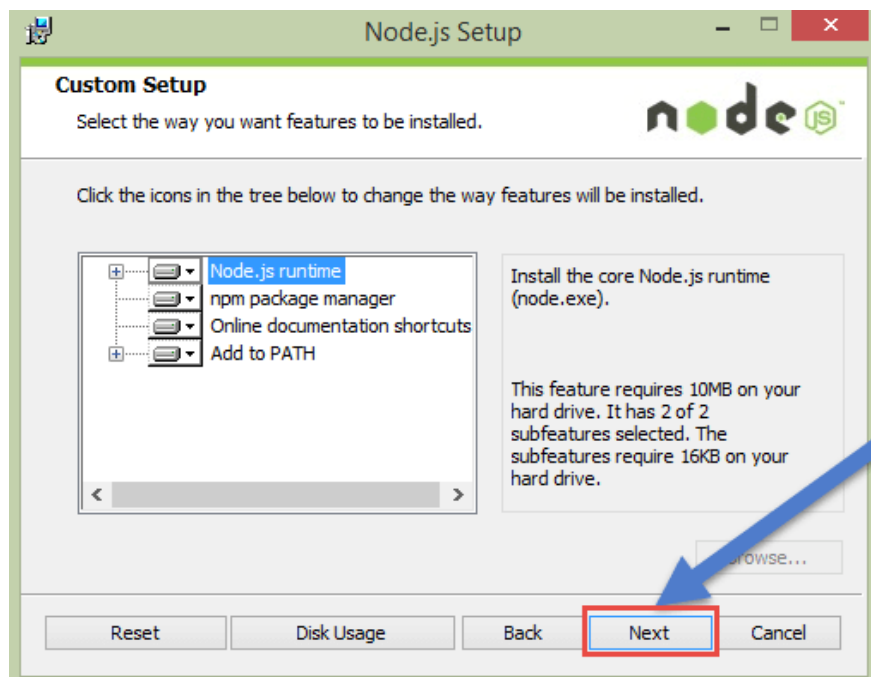 Node.js Setup
Custom Setup
Select the way you want features to be installed.
node JS
Click the icons in the tree below to change the way features will be installed.
Node.js runtime
npm package manager
Online documentation shortcuts
Add to PATH
Install the core Node.js runtime
(node.exe).
This feature requires 10MB on your
hard drive. It has 2 of 2
subfeatures selected. The
subfeatures require 16KB on your
hard drive.
Reset
Disk Usage
Back
Next
Cancel